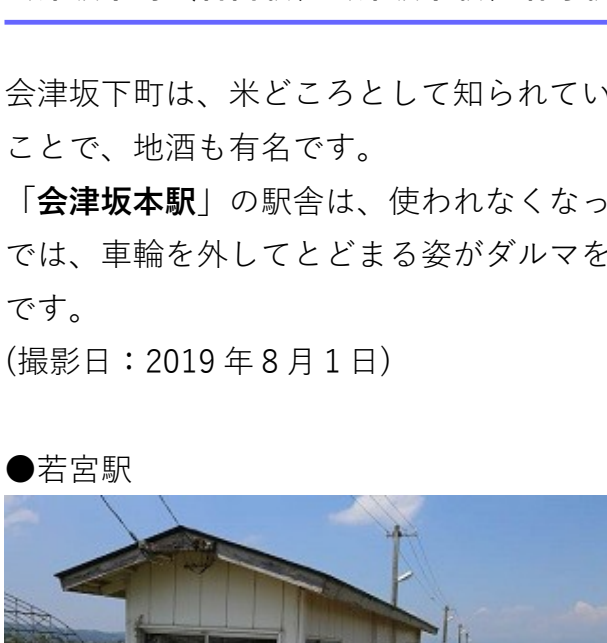 会津坂下町は、米どころとして知られてい
ことで、地酒も有名です。
「会津坂本駅」の駅舎は、使われなくなっ
では、車輪を外してとどまる姿がダルマを
です。
(撮影日：2019 年 8 月 1 日)
●若宮駅